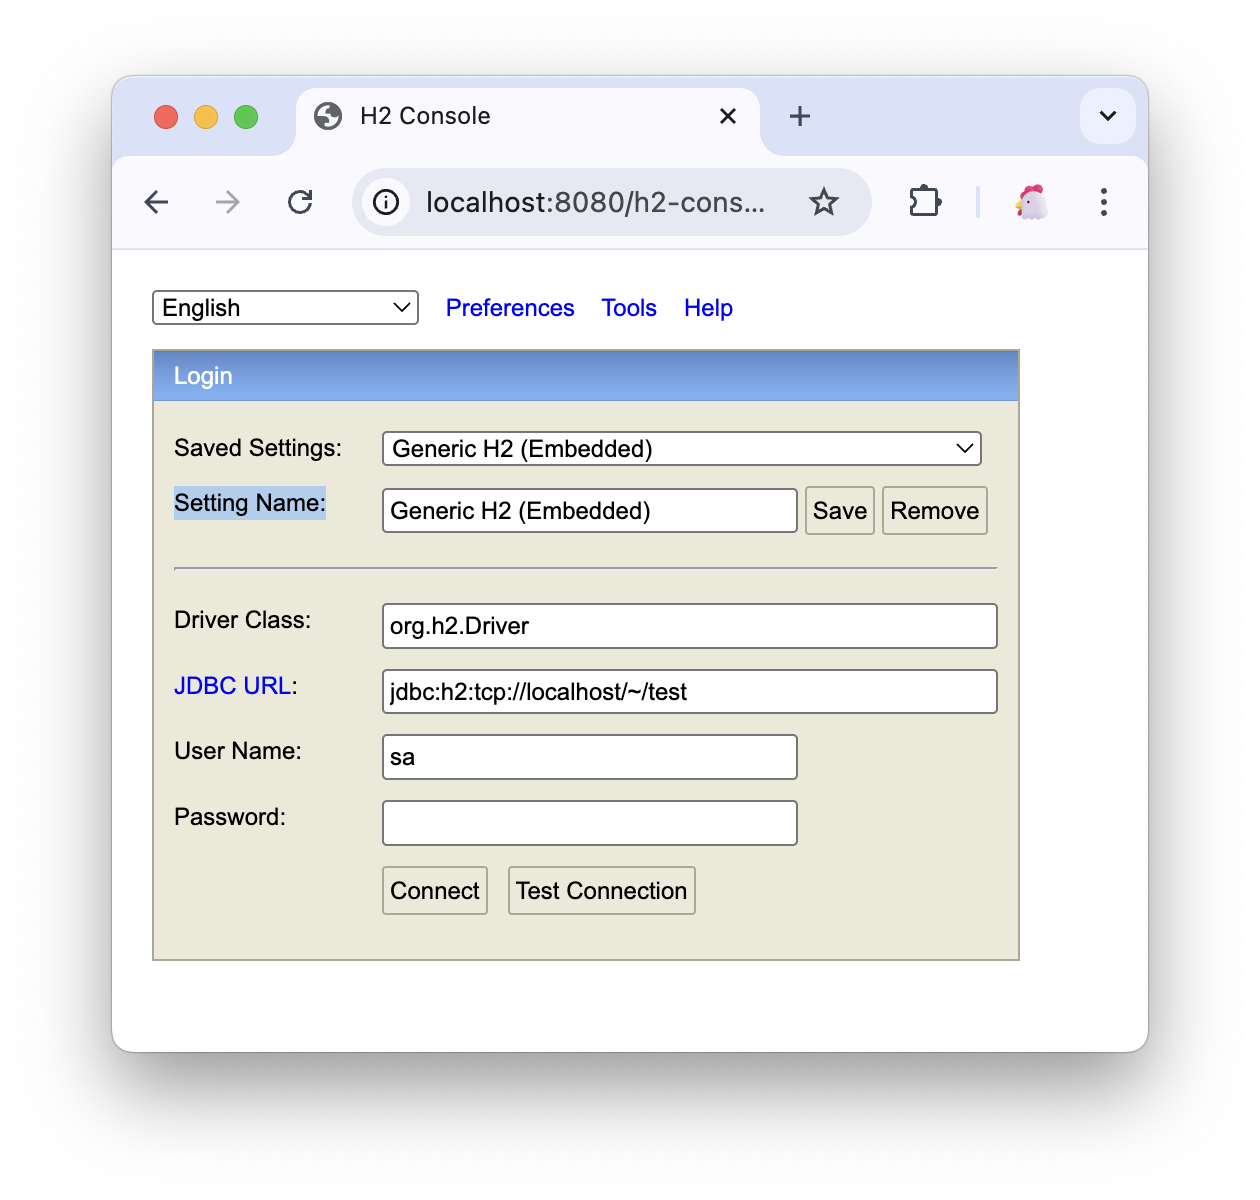 H2 Console
localhost:8080/h2-cons...
English Preferences Tools Help
Login
Saved Settings: Generic H2 (Embedded)
Setting Name: Generic H2 (Embedded) Save Remove
Driver Class: org.h2.Driver
JDBC URL: jdbc:h2:tcp://localhost/~/test
User Name: sa
Password:
Connect Test Connection